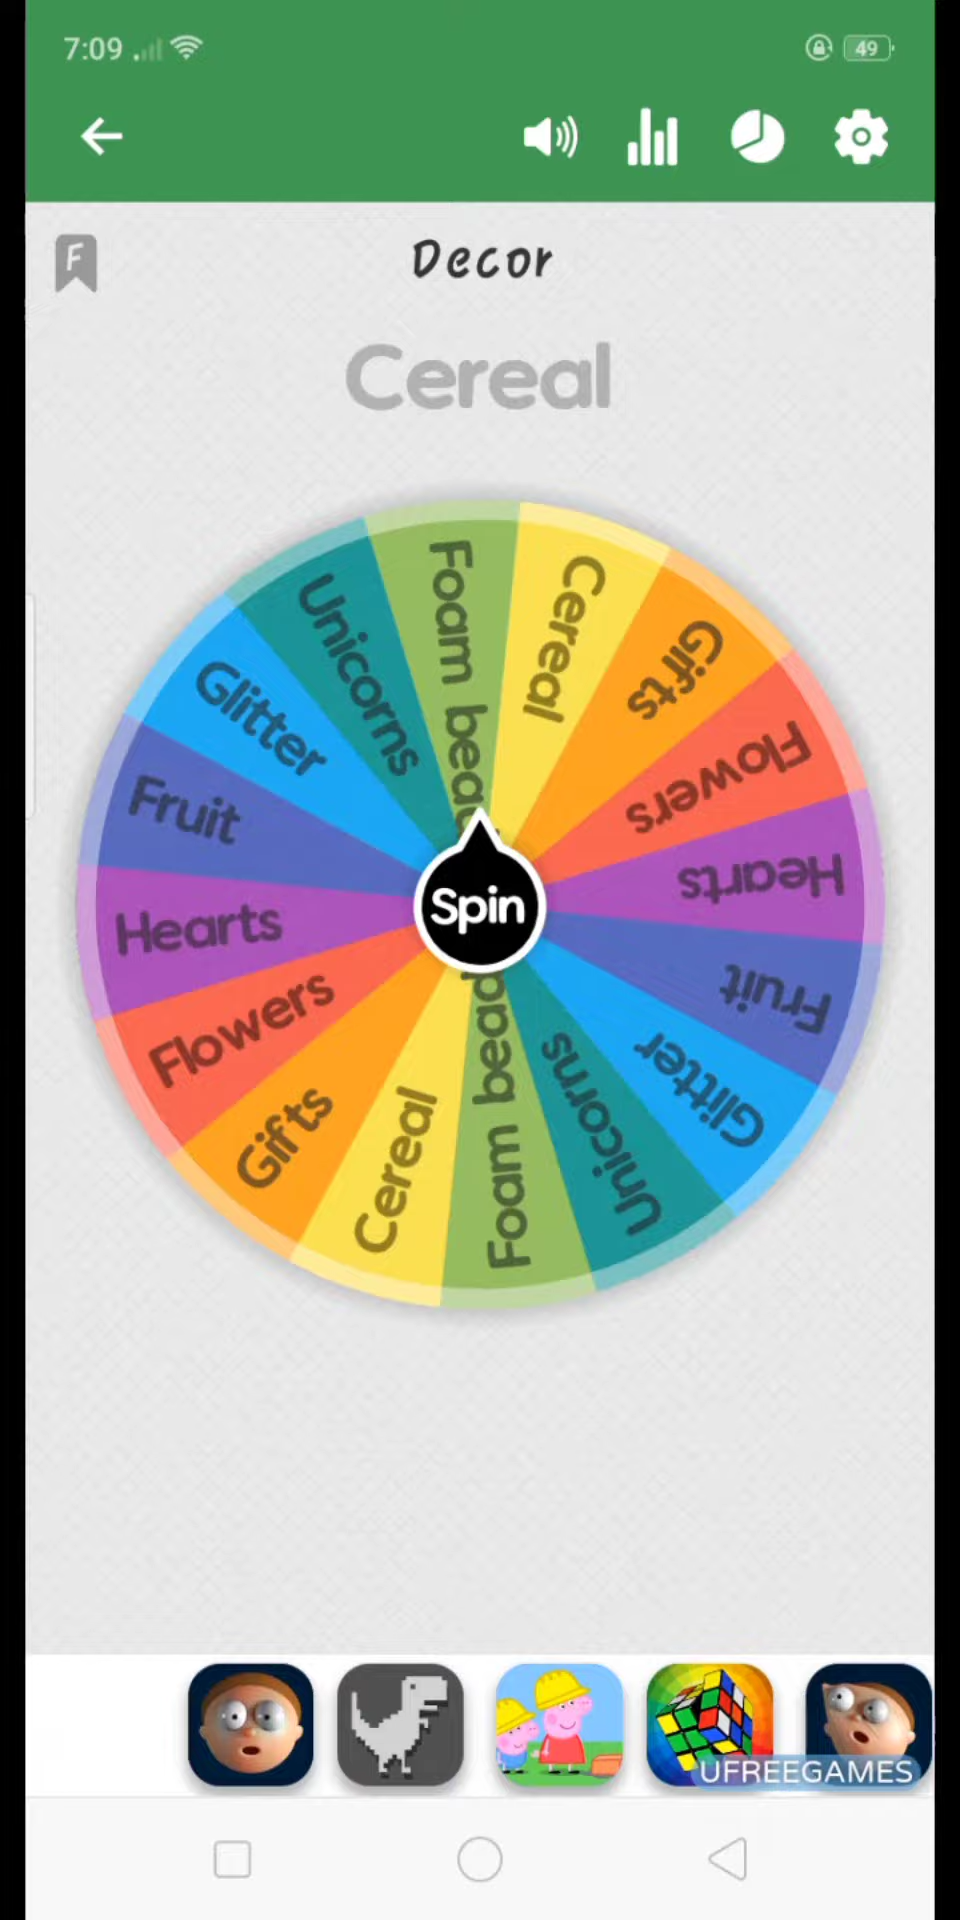 7:09
49
F
Decor
Cereal
Foam bead
Cereal
Gifts
Flowers
Hearts
Fruit
Glitter
Unicorns
Foam bead
Cereal
Gifts
Flowers
Hearts
Fruit
Glitter
Unicorns
Spin
UFREEGAMES